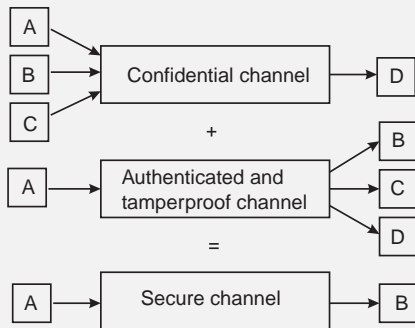 A
B
C
Confidential channel
D
+
A
Authenticated and
tamperproof channel
B
C
D
=
A
Secure channel
B